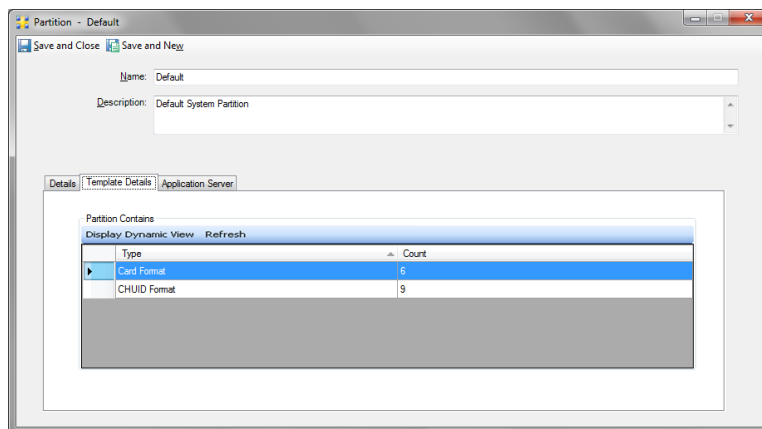 Partition - Default
Save and Close Save and New
Name: Default
Description: Default System Partition
Details Template Details Application Server
Partition Contains
Display Dynamic View Refresh
Type Count
Card Format 6
CHUID Format 9